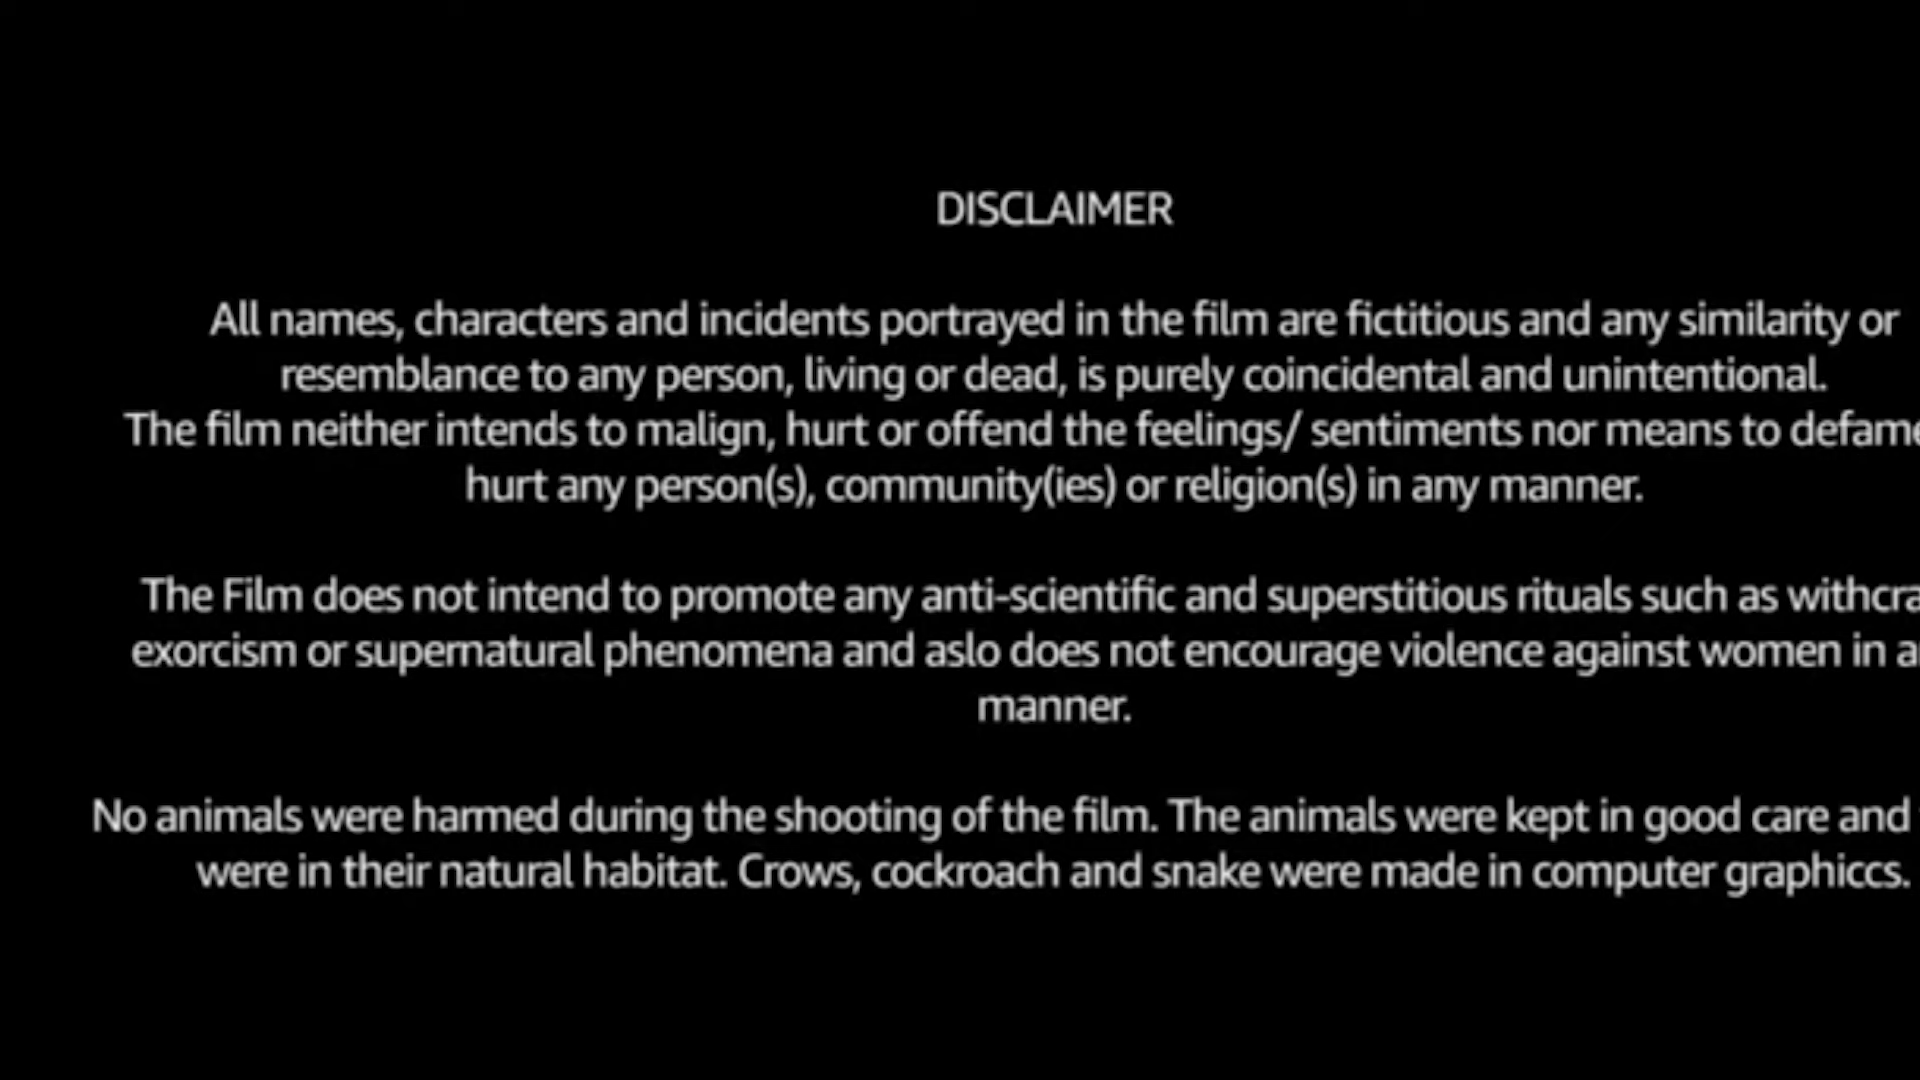 DISCLAIMER
All names, characters and incidents portrayed in the film are fictitious and any similarity or
resemblance to any person, living or dead, is purely coincidental and unintentional.
The film neither intends to malign, hurt or offend the feelings/ sentiments nor means to defame
hurt any person(s), community(ies) or religion(s) in any manner.
The Film does not intend to promote any anti-scientific and superstitious rituals such as
exorcism or supernatural phenomena and aslo does not encourage violence against women in
manner.
No animals were harmed during the shooting of the film. The animals were kept in good care and
were in their natural habitat. Crows, cockroach and snake were made in computer graphiccs.